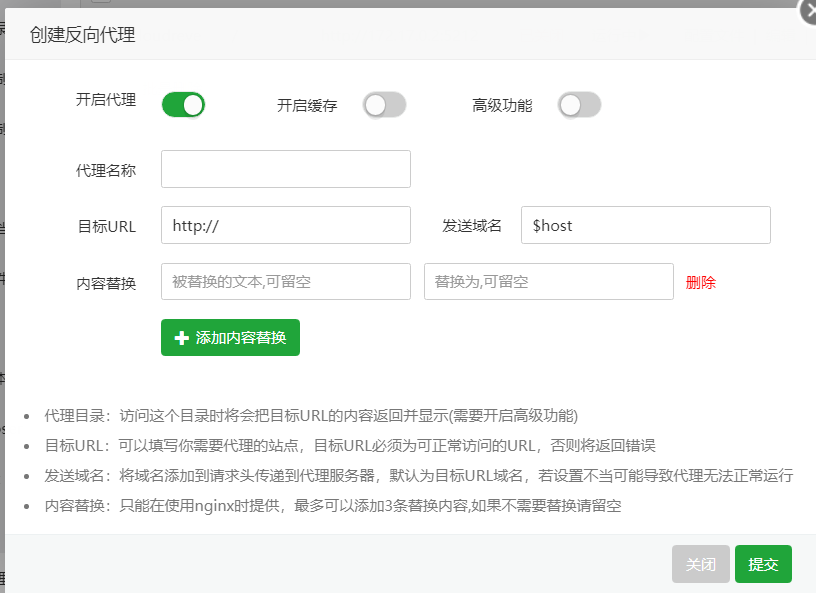 创建反向代理
开启代理 开启缓存 高级功能
代理名称
目标URL http:// 发送域名 $host
内容替换 被替换的文本,可留空 替换为,可留空 删除
添加内容替换
代理目录：访问这个目录时将会把目标URL的内容返回并显示(需要开启高级功能)
目标URL：可以填写你需要代理的站点，目标URL必须为可正常访问的URL，否则将返回错误
发送域名：将域名添加到请求头传递到代理服务器，默认为目标URL域名，若设置不当可能导致代理无法正常运行
内容替换：只能在使用nginx时提供，最多可以添加3条替换内容,如果不需要替换请留空
关闭 提交